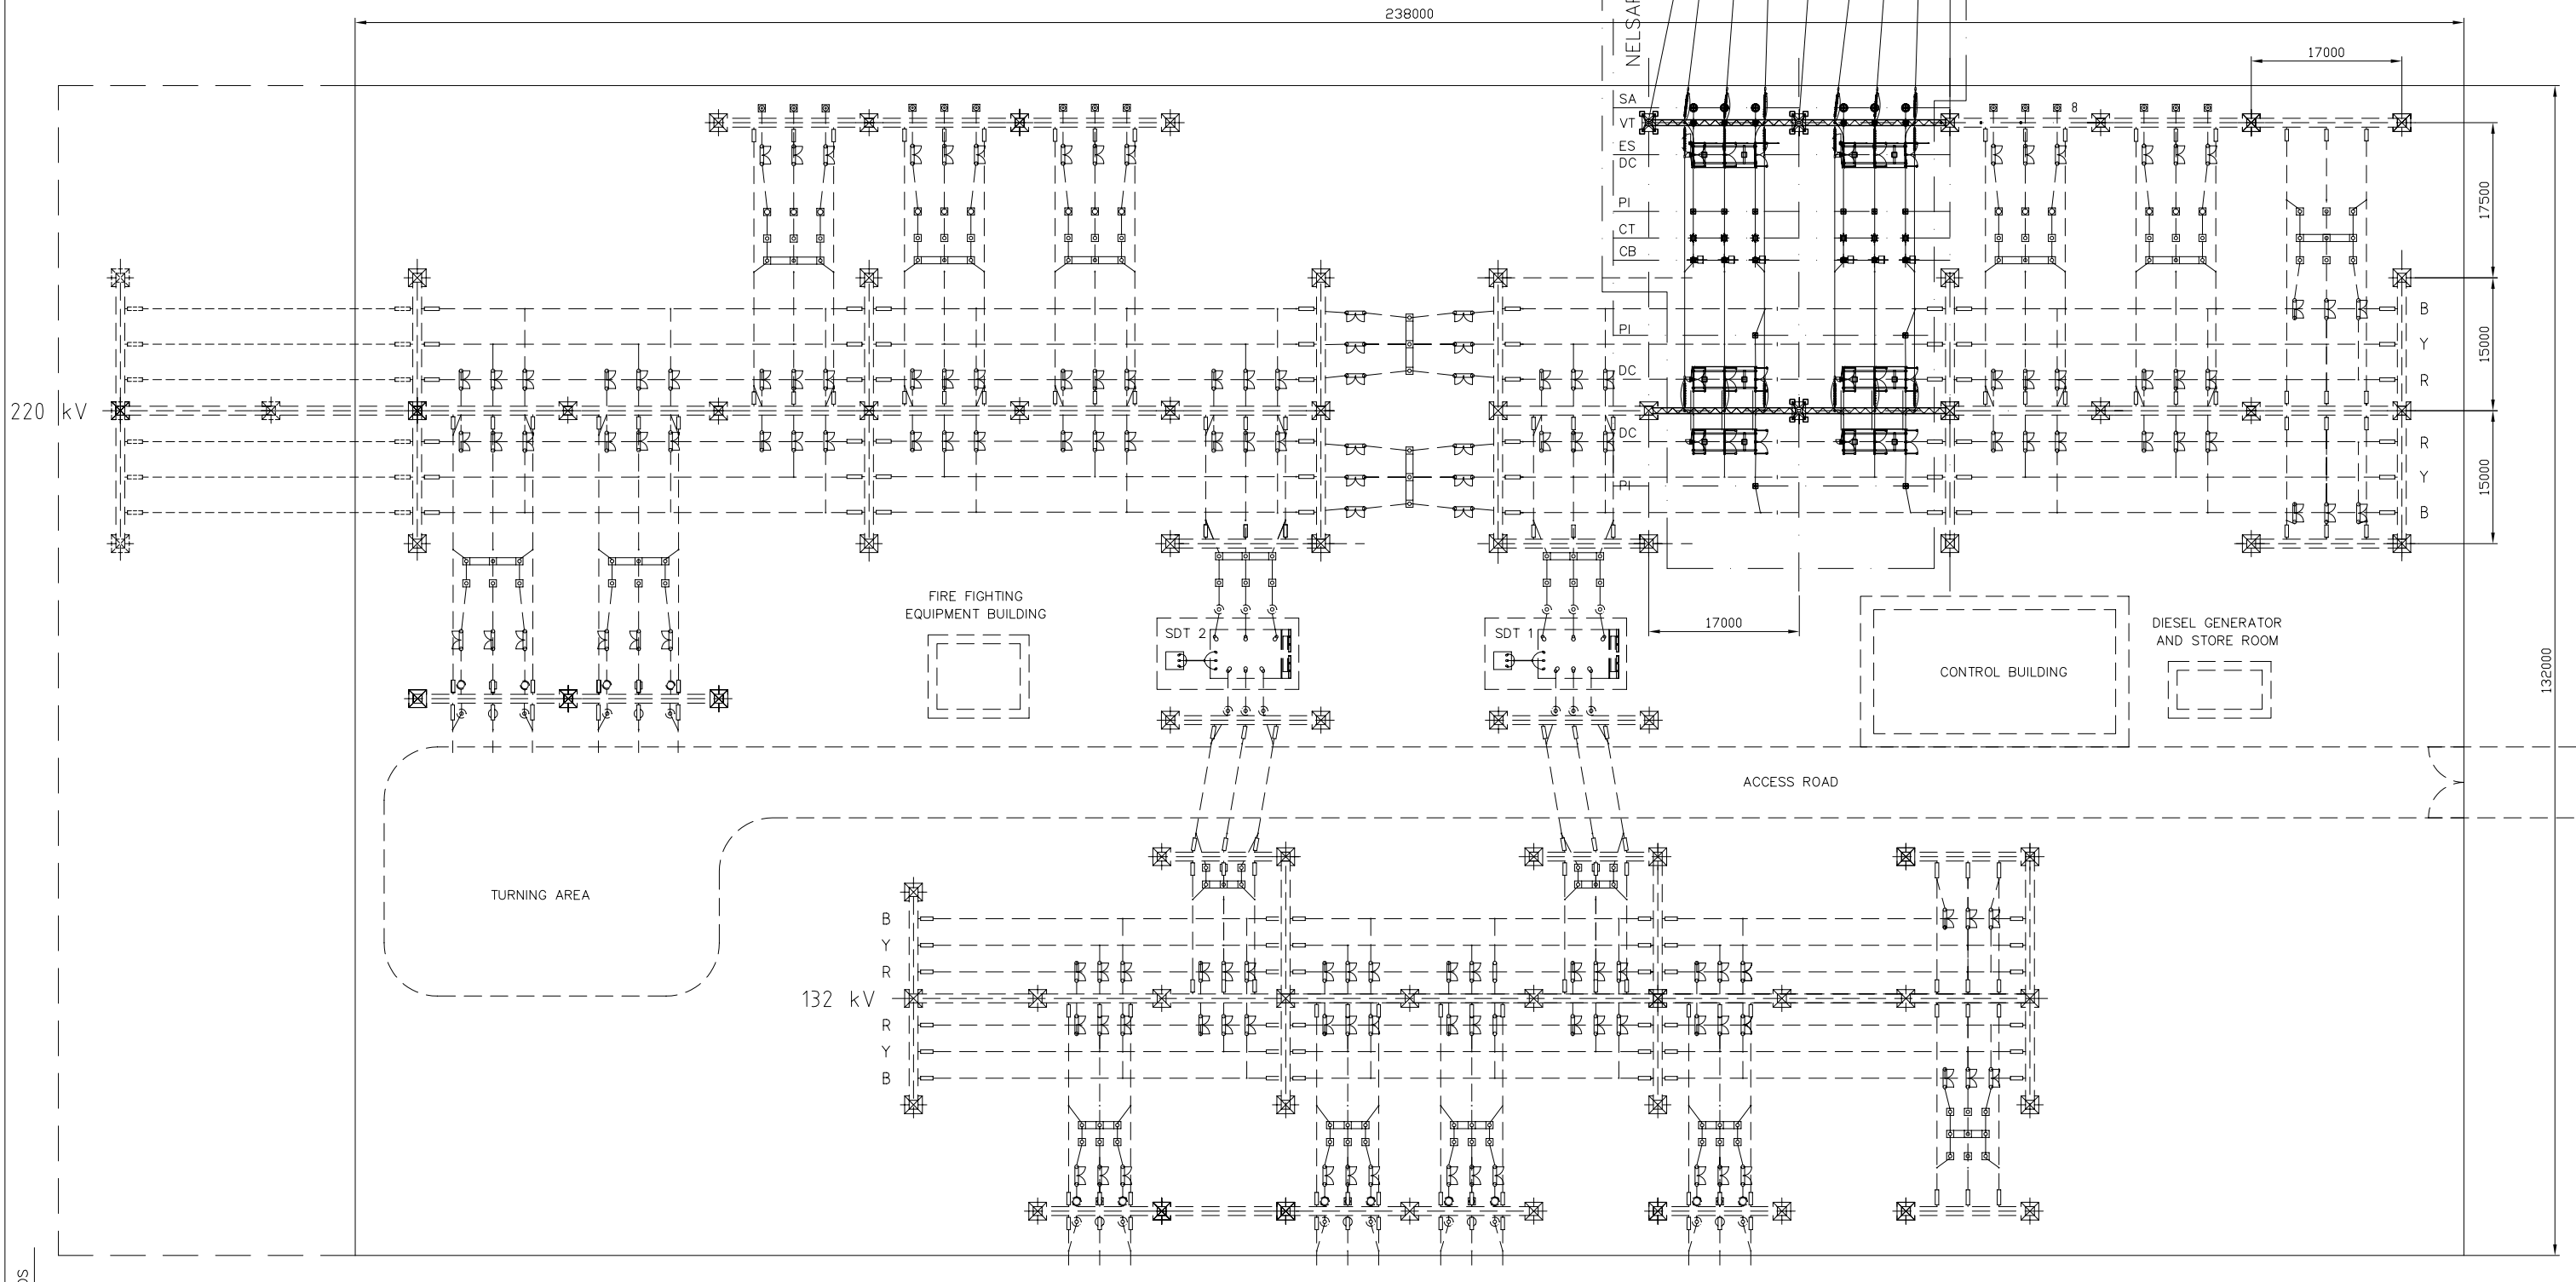 238000
NELSAP
17000
SA
8
VT
ES
DC
PI
17500
CT
CB
B
PI
Y
15000
DC
R
220 kV
DC
R
Y
15000
PI
B
FIRE FIGHTING
EQUIPMENT BUILDING
SDT 2
SDT 1
17000
DIESEL GENERATOR
AND STORE ROOM
CONTROL BUILDING
132000
ACCESS ROAD
TURNING AREA
B
Y
R
132 kV
R
Y
B